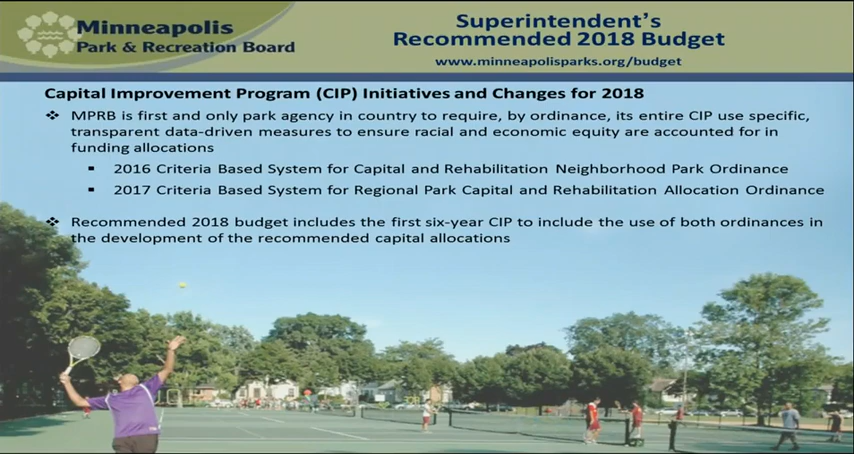 Minneapolis
Park & Recreation Board
Superintendent's
Recommended 2018 Budget
www.minneapolisparks.org/budget
Capital Improvement Program (CIP) Initiatives and Changes for 2018
❖ MPRB is first and only park agency in country to require, by ordinance, its entire CIP use specific,
transparent data-driven measures to ensure racial and economic equity are accounted for in
funding allocations
▪ 2016 Criteria Based System for Capital and Rehabilitation Neighborhood Park Ordinance
▪ 2017 Criteria Based System for Regional Park Capital and Rehabilitation Allocation Ordinance
❖ Recommended 2018 budget includes the first six-year CIP to include the use of both ordinances in
the development of the recommended capital allocations